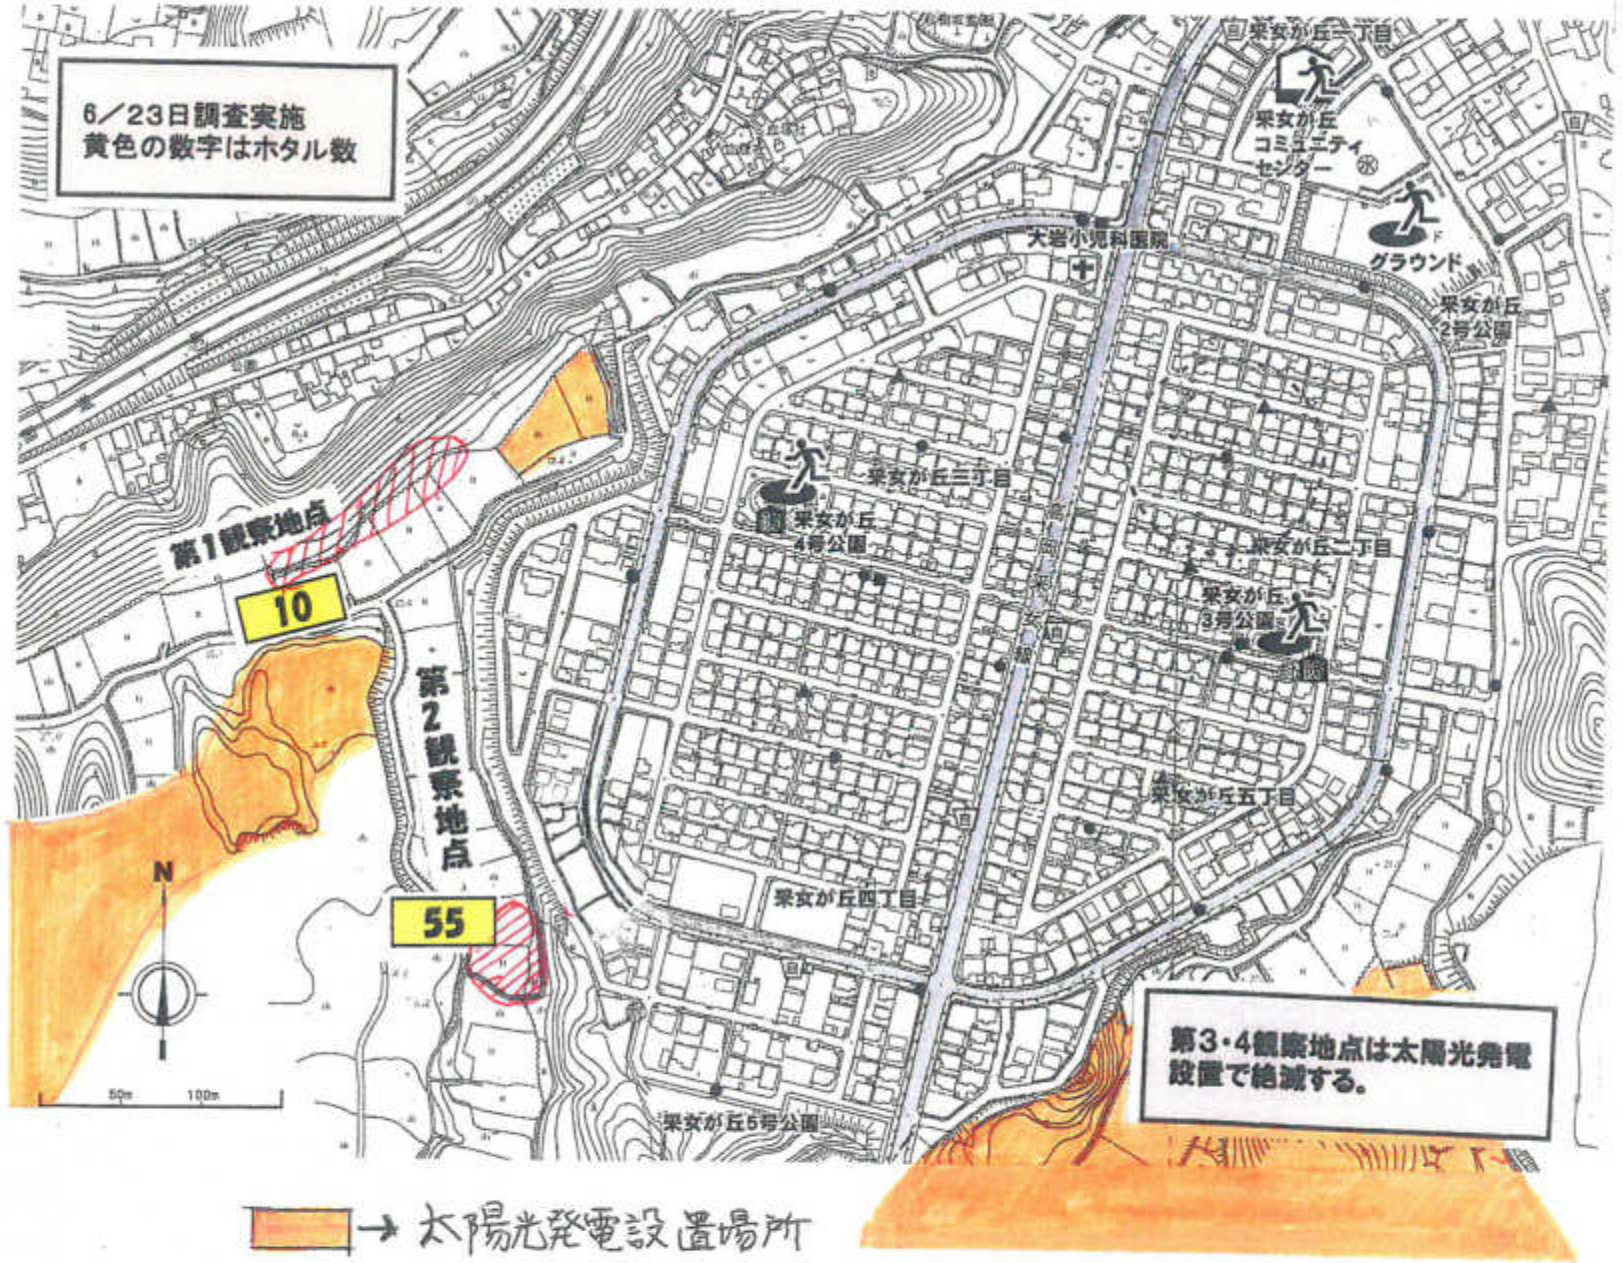 6/23日調査実施
黄色の数字はホタル数
采女が丘一丁目
采女が丘
コミュニティ
センター
大岩小児科医院
グラウンド
采女が丘
2号公園
采女が丘三丁目
采女が丘
4号公園
采女が丘二丁目
采女が丘
3号公園
第1観察地点
10
第2観察地点
55
采女が丘五丁目
采女が丘四丁目
采女が丘5号公園
N
50m 100m
第3・4観察地点は太陽光発電
設置で絶滅する。
→ 太陽光発電設置場所